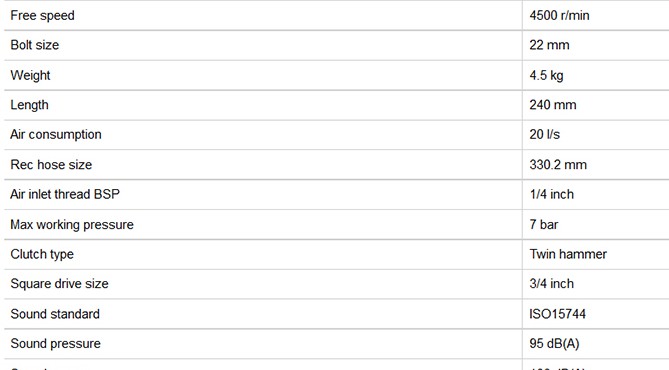 Free speed 4500 r/min
Bolt size 22 mm
Weight 4.5 kg
Length 240 mm
Air consumption 20 l/s
Rec hose size 330.2 mm
Air inlet thread BSP 1/4 inch
Max working pressure 7 bar
Clutch type Twin hammer
Square drive size 3/4 inch
Sound standard ISO15744
Sound pressure 95 dB(A)